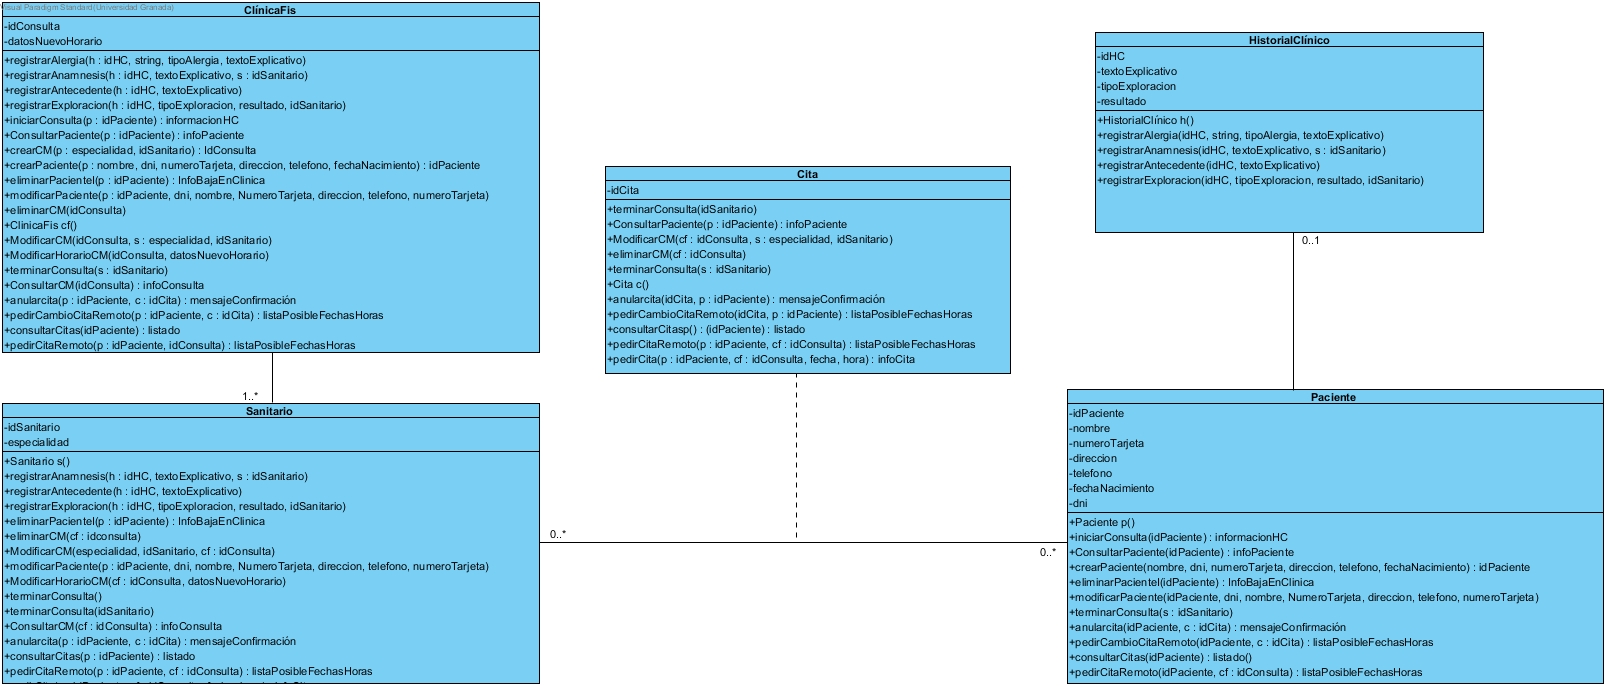 Visual Paradigm Standard(Universidad Granada)
ClínicaFis
-idConsulta
-datosNuevoHorario
+registrarAlergia(h : idHC, string, tipoAlergia, textoExplicativo)
+registrarAnamnesis(h : idHC, textoExplicativo, s : idSanitario)
+registrarAntecedente(h : idHC, textoExplicativo)
+registrarExploracion(h : idHC, tipoExploracion, resultado, idSanitario)
+iniciarConsulta(p : idPaciente) : informacionHC
+ConsultarPaciente(p : idPaciente) : infoPaciente
+crearCM(p : especialidad, idSanitario) : IdConsulta
+crearPaciente(p : nombre, dni, numeroTarjeta, direccion, telefono, fechaNacimiento) : idPaciente
+eliminarPacienteI(p : idPaciente) : InfoBajaEnClinica
+modificarPaciente(p : idPaciente, dni, nombre, NumeroTarjeta, direccion, telefono, numeroTarjeta)
+eliminarCM(idConsulta)
+ClinicaFis cf()
+ModificarCM(idConsulta, s : especialidad, idSanitario)
+ModificarHorarioCM(idConsulta, datosNuevoHorario)
+terminarConsulta(s : idSanitario)
+ConsultarCM(idConsulta) : infoConsulta
+anularcita(p : idPaciente, c : idCita) : mensajeConfirmación
+pedirCambioCitaRemoto(p : idPaciente, c : idCita) : listaPosibleFechasHoras
+consultarCitas(idPaciente) : listado
+pedirCitaRemoto(p : idPaciente, idConsulta) : listaPosibleFechasHoras
1..*
Sanitario
-idSanitario
-especialidad
+Sanitario s()
+registrarAnamnesis(h : idHC, textoExplicativo, s : idSanitario)
+registrarAntecedente(h : idHC, textoExplicativo)
+registrarExploracion(h : idHC, tipoExploracion, resultado, idSanitario)
+eliminarPacienteI(p : idPaciente) : InfoBajaEnClinica
+eliminarCM(cf : idconsulta)
+ModificarCM(especialidad, idSanitario, cf : idConsulta)
+modificarPaciente(p : idPaciente, dni, nombre, NumeroTarjeta, direccion, telefono, numeroTarjeta)
+ModificarHorarioCM(cf : idConsulta, datosNuevoHorario)
+terminarConsulta()
+terminarConsulta(idSanitario)
+ConsultarCM(cf : idConsulta) : infoConsulta
+anularcita(p : idPaciente, c : idCita) : mensajeConfirmación
+consultarCitas(p : idPaciente) : listado
+pedirCitaRemoto(p : idPaciente, cf : idConsulta) : listaPosibleFechasHoras
0..*
Cita
-idCita
+terminarConsulta(idSanitario)
+ConsultarPaciente(p : idPaciente) : infoPaciente
+ModificarCM(cf : idConsulta, s : especialidad, idSanitario)
+eliminarCM(cf : idConsulta)
+terminarConsulta(s : idSanitario)
+Cita c()
+anularcita(idCita, p : idPaciente) : mensajeConfirmación
+pedirCambioCitaRemoto(idCita, p : idPaciente) : listaPosibleFechasHoras
+consultarCitasp() : (idPaciente) : listado
+pedirCitaRemoto(p : idPaciente, cf : idConsulta) : listaPosibleFechasHoras
+pedirCita(p : idPaciente, cf : idConsulta, fecha, hora) : infoCita
HistorialClínico
-idHC
-textoExplicativo
-tipoExploracion
-resultado
+HistorialClínico h()
+registrarAlergia(idHC, string, tipoAlergia, textoExplicativo)
+registrarAnamnesis(idHC, textoExplicativo, s : idSanitario)
+registrarAntecedente(idHC, textoExplicativo)
+registrarExploracion(idHC, tipoExploracion, resultado, idSanitario)
0..1
0..*
Paciente
-idPaciente
-nombre
-numeroTarjeta
-direccion
-telefono
-fechaNacimiento
-dni
+Paciente p()
+iniciarConsulta(idPaciente) : informacionHC
+ConsultarPaciente(idPaciente) : infoPaciente
+crearPaciente(nombre, dni, numeroTarjeta, direccion, telefono, fechaNacimiento) : idPaciente
+eliminarPacienteI(idPaciente) : InfoBajaEnClinica
+modificarPaciente(idPaciente, dni, nombre, NumeroTarjeta, direccion, telefono, numeroTarjeta)
+terminarConsulta(s : idSanitario)
+anularcita(idPaciente, c : idCita) : mensajeConfirmación
+pedirCambioCitaRemoto(idPaciente, c : idCita) : listaPosibleFechasHoras
+consultarCitas(idPaciente) : listado()
+pedirCitaRemoto(idPaciente, cf : idConsulta) : listaPosibleFechasHoras